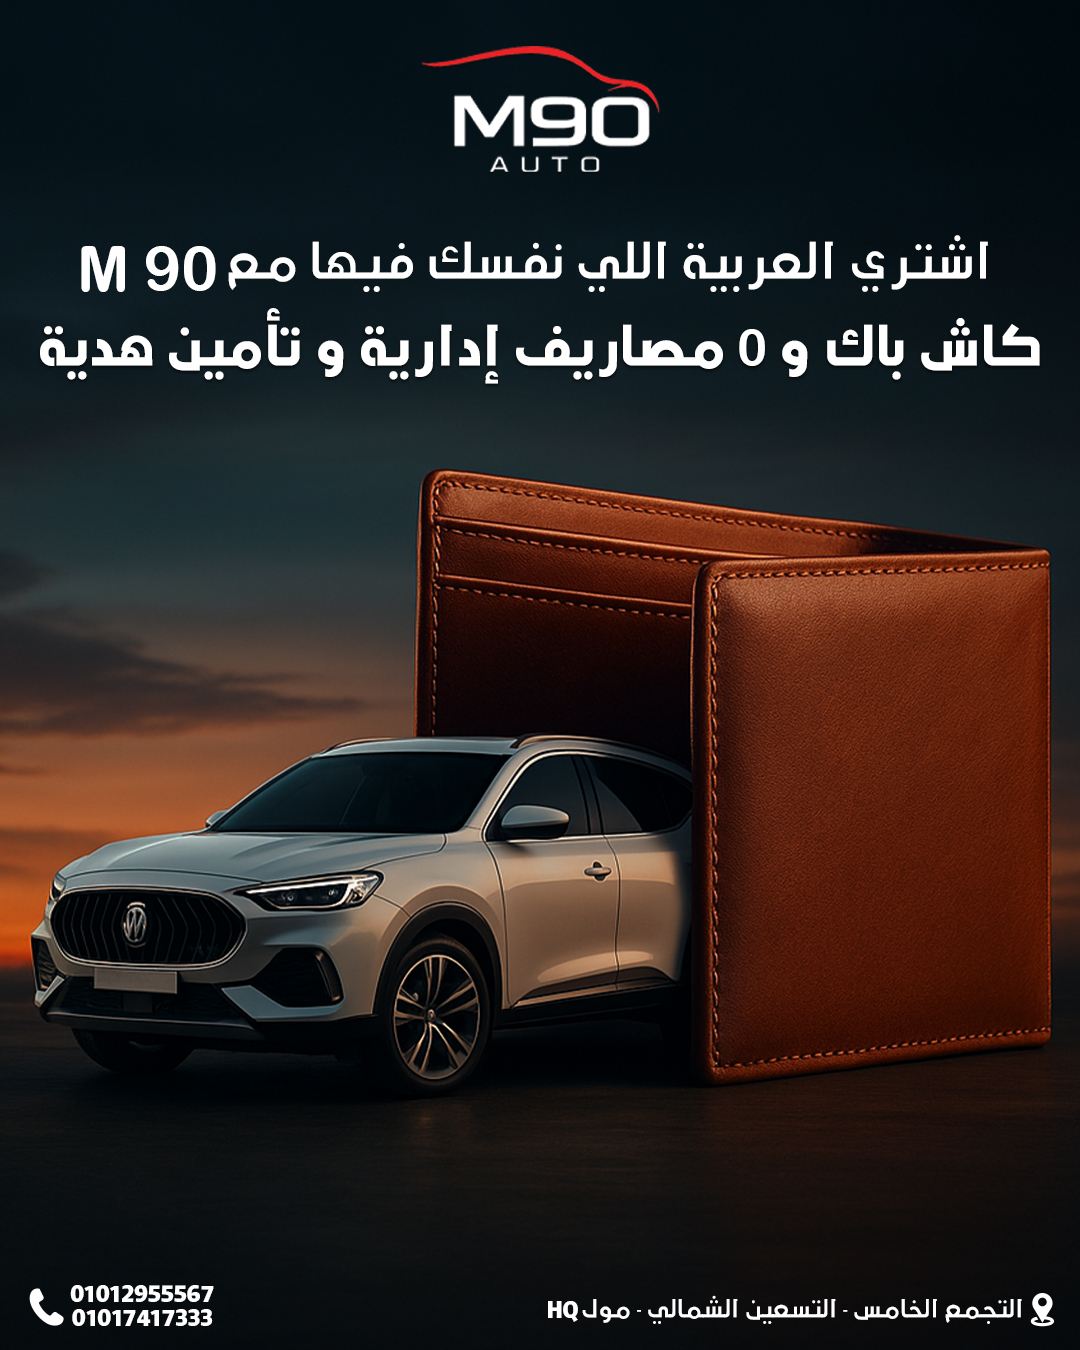 M90
AUTO
اشتري العربية اللي نفسك فيها مع M 90
كاش باك و 0 مصاريف إدارية و تأمين هدية
التجمع الخامس - التسعين الشمالي - مول HQ
01012955567
01017417333